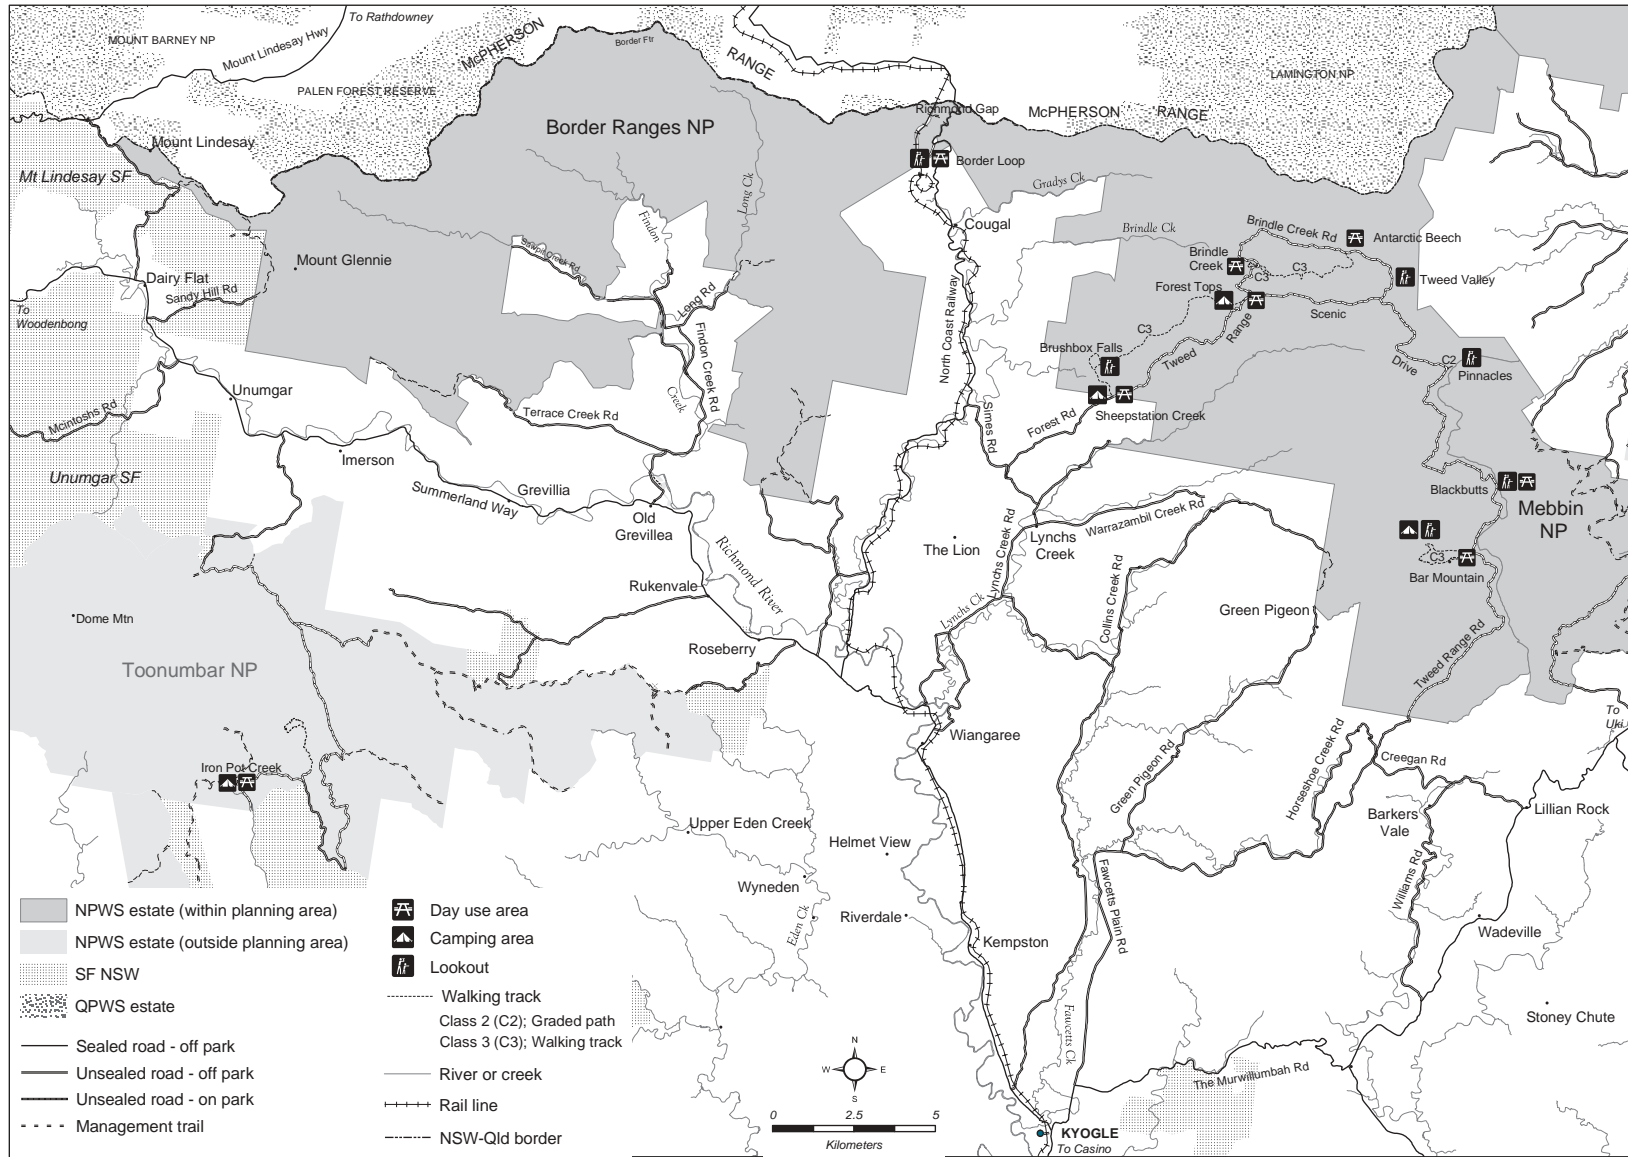 To Rathdowney
MOUNT BARNEY NP
Mount Lindesay Hwy
McPHERSON
Border Ftr
RANGE
LAMINGTON NP
PALEN FOREST RESERVE
Richmond Gap
McPHERSON RANGE
Border Ranges NP
Mount Lindesay
Border Loop
Mt Lindesay SF
Long Ck
Gradys Ck
Findon
Cougal
Brindle Ck
Brindle Creek Rd
Antarctic Beech
Mount Glennie
Brindle
Creek
C3
C3
Tweed Valley
Dairy Flat
Sandy Hill Rd
Forest Tops
Long Rd
To
Woodenbong
North Coast Railway
Scenic
Range
C3
Findon Creek Rd
Brushbox Falls
Tweed
C2
Drive
Pinnacles
Unumgar
Creek
Mcintoshs Rd
Terrace Creek Rd
Simes Rd
Forest Rd
Sheepstation Creek
Imerson
Unumgar SF
Summerland Way
Grevillia
Blackbutts
Old
Grevillea
Mebbin
NP
Warrazambil Creek Rd
Lynchs
Creek
The Lion
Lynchs Creek Rd
Richmond River
C3
Bar Mountain
Rukenvale
Collins Creek Rd
Lynchs Ck
Green Pigeon
Dome Mtn
Roseberry
Toonumbar NP
Tweed Range Rd
To
Uki
Wiangaree
Iron Pot Creek
Green Pigeon Rd
Horseshoe Creek Rd
Creegan Rd
Lillian Rock
Barkers
Vale
Upper Eden Creek
Helmet View
Wyneden
Fawcetts Plain Rd
Williams Rd
Riverdale
Eden Ck
Kempston
Wadeville
Fawcetts Ck
Stoney Chute
The Murwillumbah Rd
KYOGLE
To Casino
NPWS estate (within planning area)
NPWS estate (outside planning area)
SF NSW
QPWS estate
Sealed road - off park
Unsealed road - off park
Unsealed road - on park
Management trail
Day use area
Camping area
Lookout
Walking track
Class 2 (C2); Graded path
Class 3 (C3); Walking track
River or creek
Rail line
NSW-Qld border
N
W E
S
0 2.5 5
Kilometers